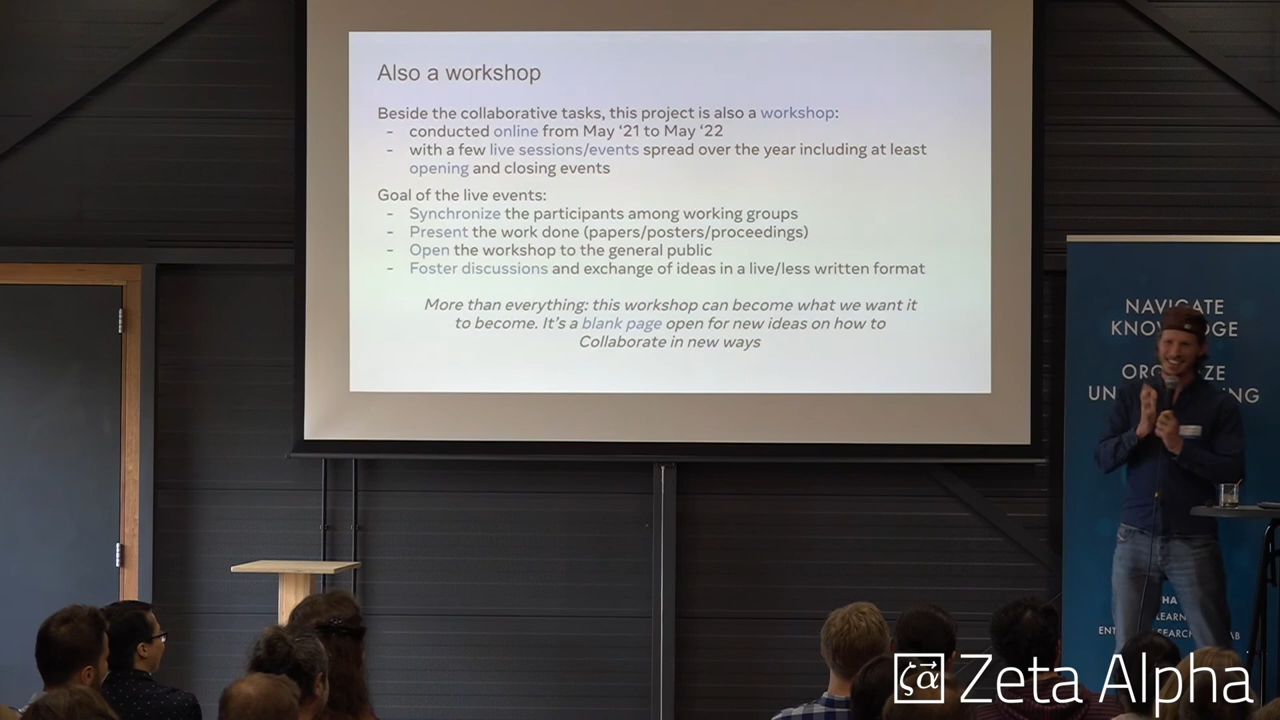 Also a workshop
Beside the collaborative tasks, this project is also a workshop:
- conducted online from May ‘21 to May ‘22
- with a few live sessions/events spread over the year including at least
opening and closing events
Goal of the live events:
- Synchronize the participants among working groups
- Present the work done (papers/posters/proceedings)
- Open the workshop to the general public
- Foster discussions and exchange of ideas in a live/less written format
More than everything: this workshop can become what we want it
to become. It’s a blank page open for new ideas on how to
Collaborate in new ways
NAVIGATE
KNOWLEDGE
Zeta Alpha